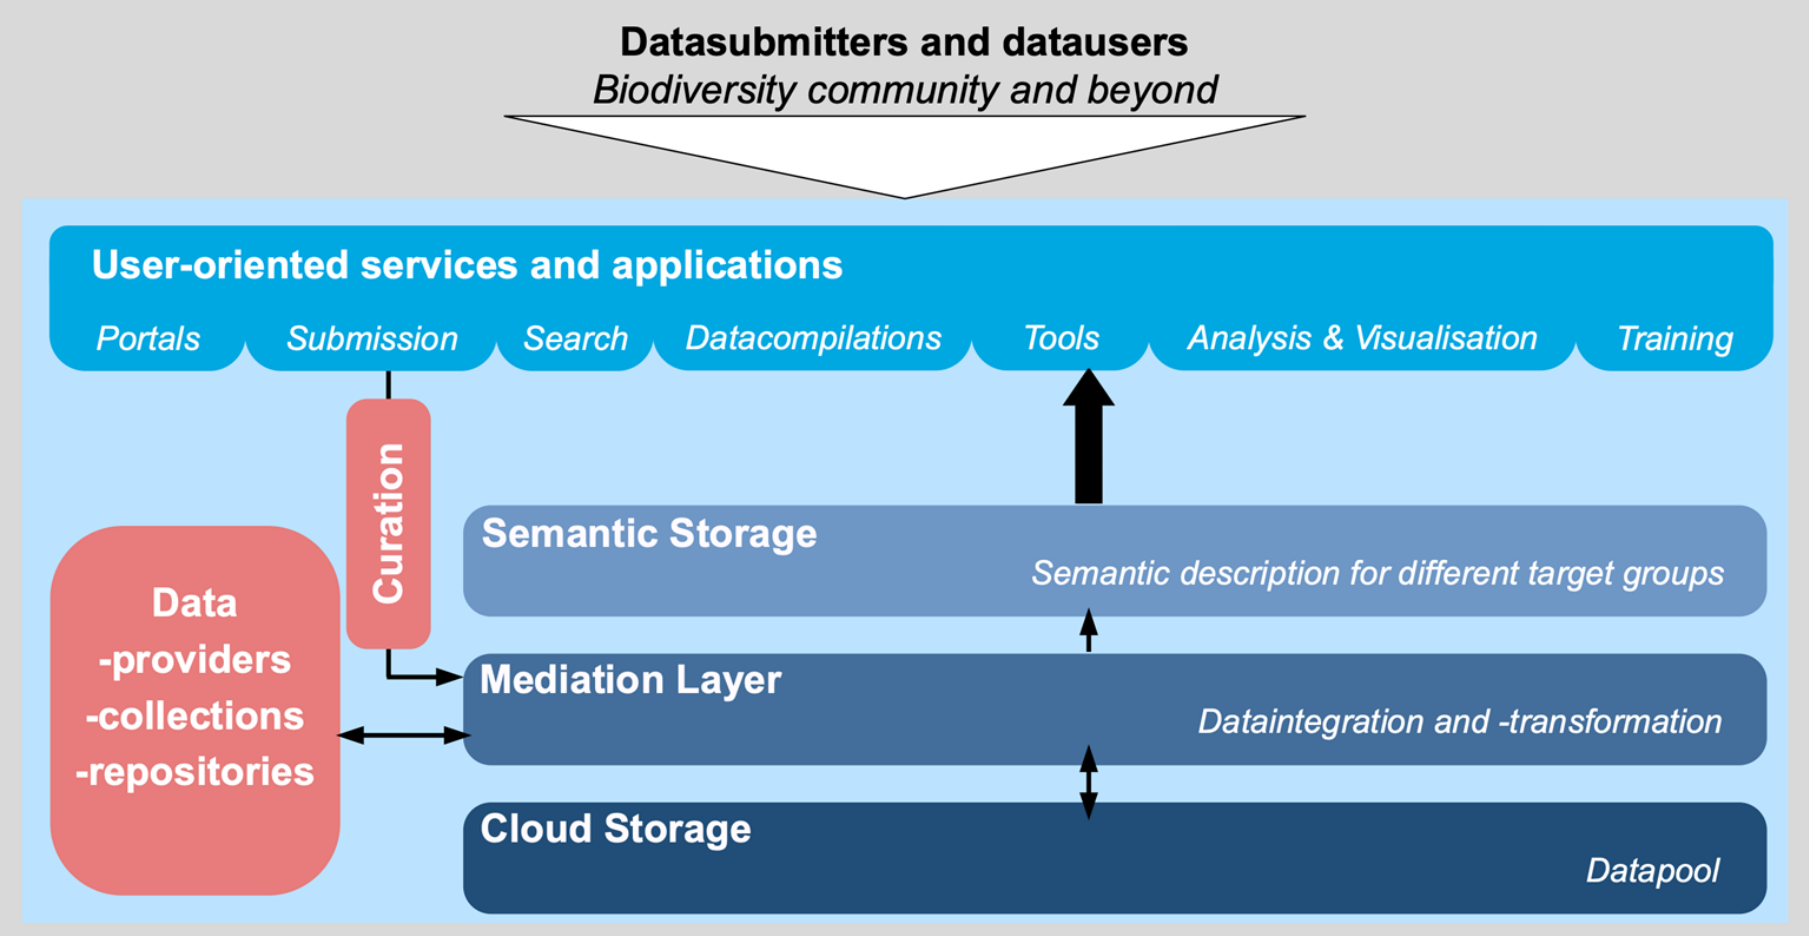 Datasubmitters and datausers
Biodiversity community and beyond
User-oriented services and applications
Portals
Submission
Search
Datacompilations
Tools
Analysis & Visualisation
Training
Curation
Data
-providers
-collections
-repositories
Semantic Storage
Semantic description for different target groups
Mediation Layer
Dataintegration and -transformation
Cloud Storage
Datapool